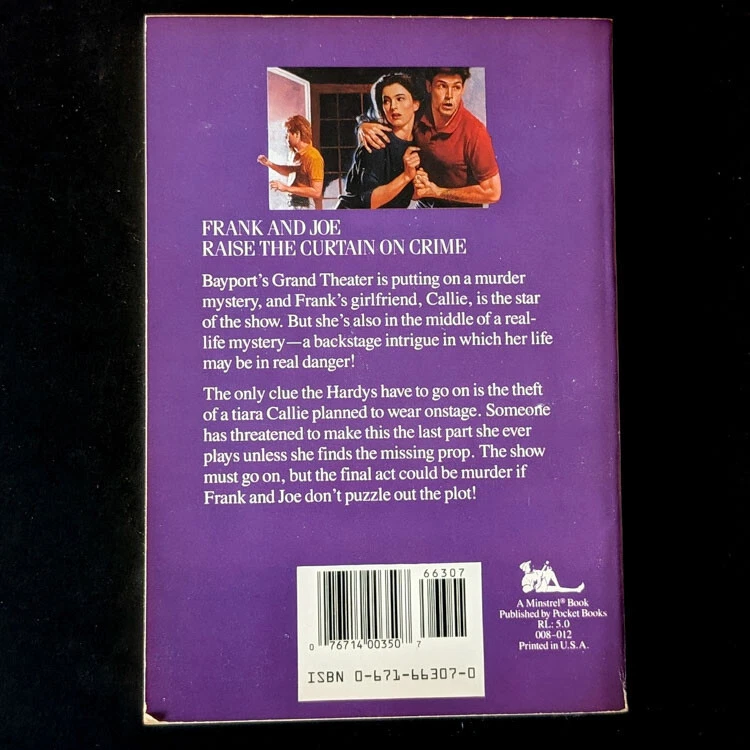 FRANK AND JOE
RAISE THE CURTAIN ON CRIME
Bayport's Grand Theater is putting on a murder
mystery, and Frank's girlfriend, Callie, is the star
of the show. But she's also in the middle of a real-
life mystery—a backstage intrigue in which her life
may be in real danger!
The only clue the Hardys have to go on is the theft
of a tiara Callie planned to wear onstage. Someone
has threatened to make this the last part she ever
plays unless she finds the missing prop. The show
must go on, but the final act could be murder if
Frank and Joe don't puzzle out the plot!
66307
0 76714 00350 7
ISBN 0-671-66307-0
A Minstrel® Book
Published by Pocket Books
RL: 5.0
008-012
Printed in U.S.A.